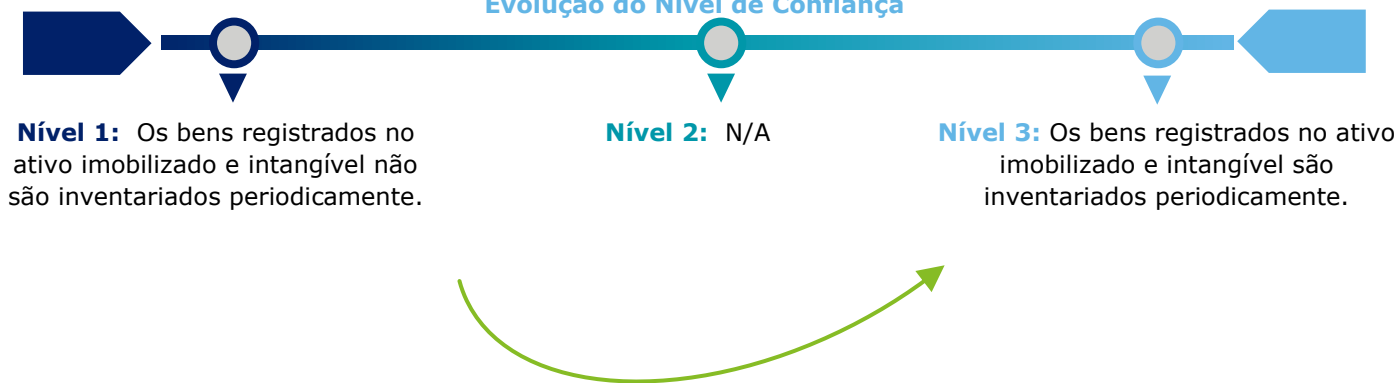 Evolução do Nível de Confiança
Nível 1: Os bens registrados no
ativo imobilizado e intangível não
são inventariados periodicamente.
Nível 2: N/A
Nível 3: Os bens registrados no ativo
imobilizado e intangível são
inventariados periodicamente.